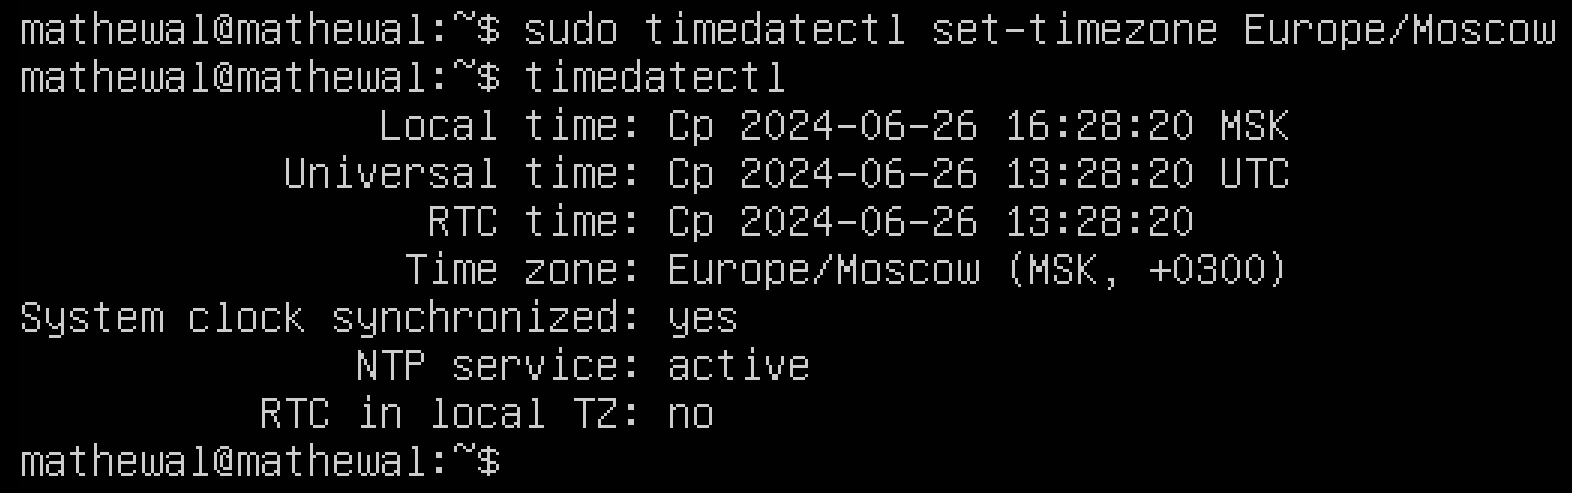 mathewal@mathewal:~$ sudo timedatectl set-timezone Europe/Moscow
mathewal@mathewal:~$ timedatectl
Local time: Ср 2024-06-26 16:28:20 MSK
Universal time: Ср 2024-06-26 13:28:20 UTC
RTC time: Ср 2024-06-26 13:28:20
Time zone: Europe/Moscow (MSK, +0300)
System clock synchronized: yes
NTP service: active
RTC in local TZ: no
mathewal@mathewal:~$